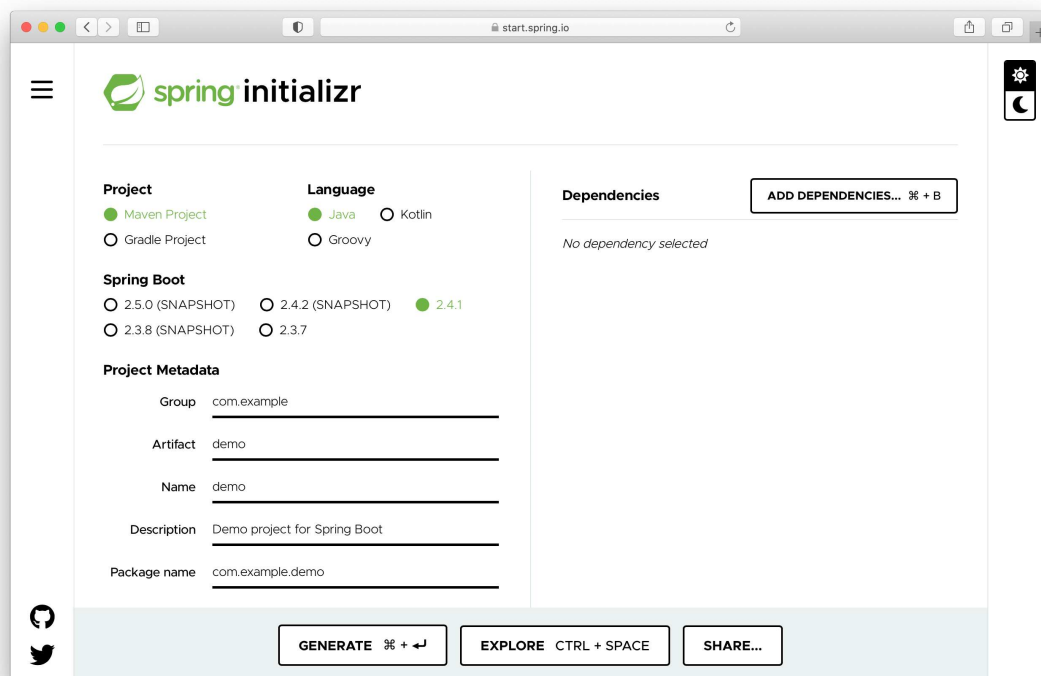 start.spring.io
spring initializr
Project
Maven Project
Gradle Project
Language
Java Kotlin
Groovy
Spring Boot
2.5.0 (SNAPSHOT) 2.4.2 (SNAPSHOT) 2.4.1
2.3.8 (SNAPSHOT) 2.3.7
Project Metadata
Group com.example
Artifact demo
Name demo
Description Demo project for Spring Boot
Package name com.example.demo
Dependencies ADD DEPENDENCIES... ⌘ + B
No dependency selected
GENERATE ⌘ + ↵ EXPLORE CTRL + SPACE SHARE...